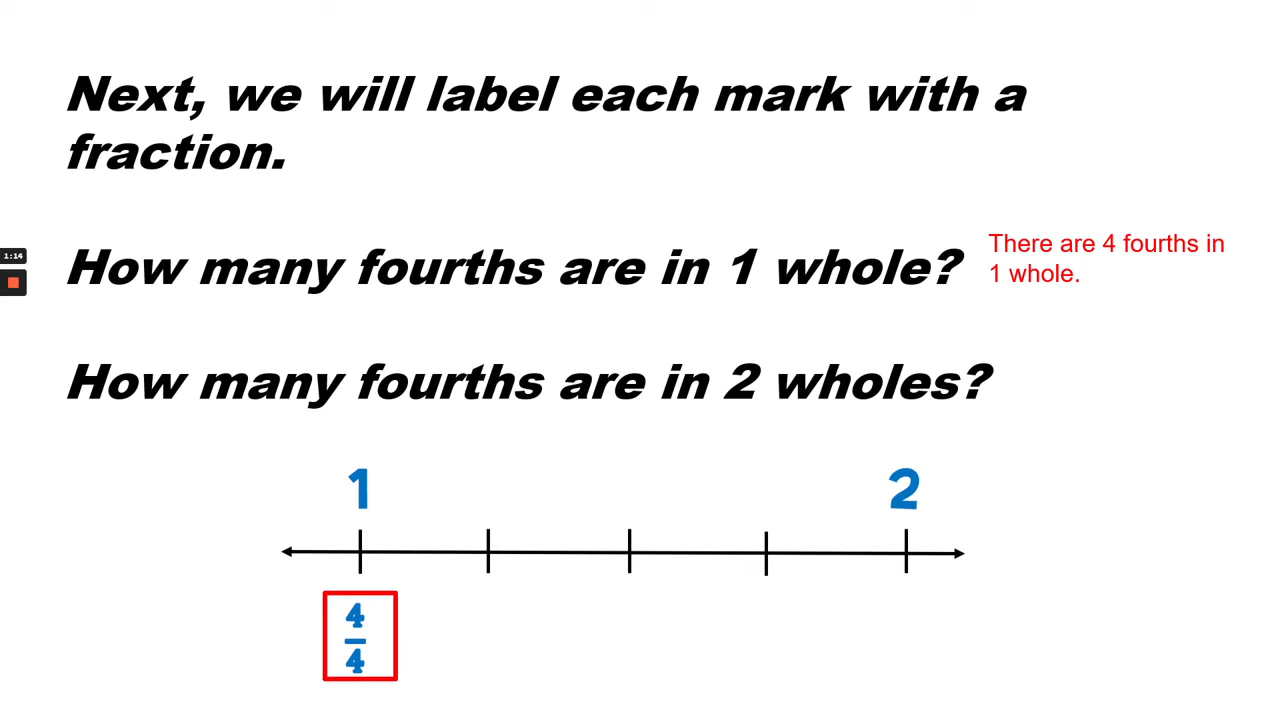 Next, we will label each mark with a
fraction.
1:14
How many fourths are in 1 whole?
There are 4 fourths in
1 whole.
How many fourths are in 2 wholes?
1
2
4
4